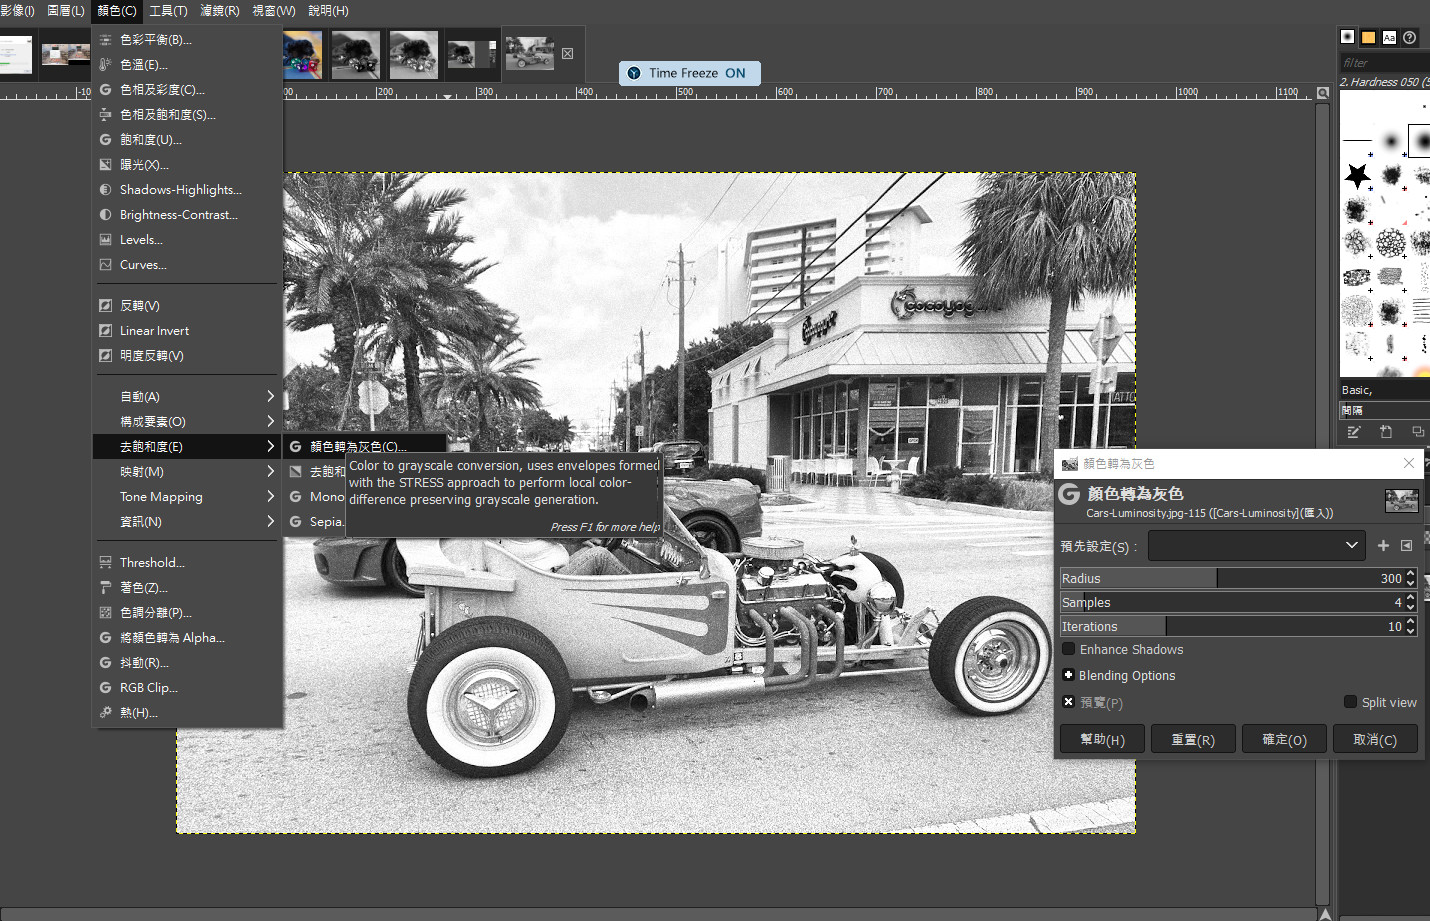 影像(I) 圖層(L) 顏色(C) 工具(T) 濾鏡(R) 視窗(W) 說明(H)
色彩平衡(B)...
色溫(E)...
色相及彩度(C)...
色相及飽和度(S)...
飽和度(U)...
曝光(X)...
Shadows-Highlights...
Brightness-Contrast...
Levels...
Curves...
反轉(V)
Linear Invert
明度反轉(V)
自動(A)
構成要素(O)
去飽和度(E)
映射(M)
Tone Mapping
資訊(N)
Threshold...
著色(Z)...
色調分離(P)...
將顏色轉為 Alpha...
抖動(R)...
RGB Clip...
熱(H)...
顏色轉為灰色(C)...
去飽和
Mono
Sepia.
Color to grayscale conversion, uses envelopes formed
with the STRESS approach to perform local color-
difference preserving grayscale generation.
Press F1 for more help
Time Freeze ON
-10 00 200 300 400 500 600 700 800 900 1000 1100
Aa
filter
2. Hardness 050 (5
Basic,
間隔
顏色轉為灰色
顏色轉為灰色
Cars-Luminosity.jpg-115 ([Cars-Luminosity](匯入))
預先設定(S) :
Radius 300
Samples 4
Iterations 10
Enhance Shadows
Blending Options
預覽(P)
Split view
幫助(H) 重置(R) 確定(O) 取消(C)